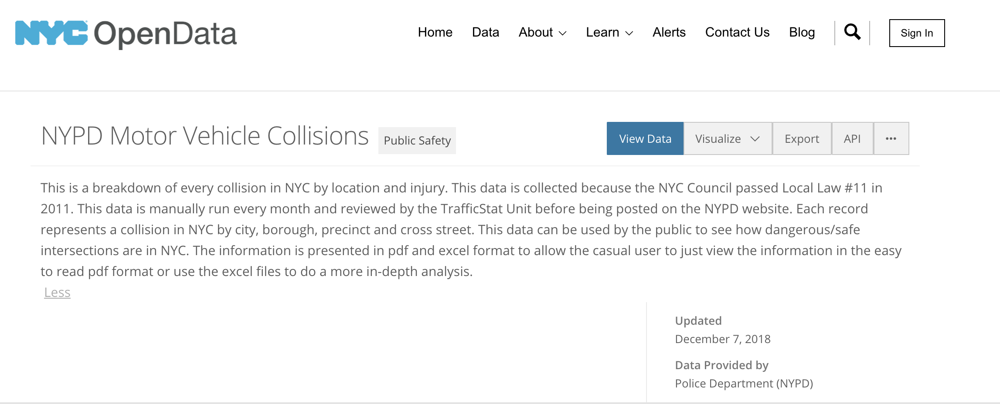 NYC OpenData
Home Data About Learn Alerts Contact Us Blog Sign In
NYPD Motor Vehicle Collisions Public Safety
View Data Visualize Export API ...
This is a breakdown of every collision in NYC by location and injury. This data is collected because the NYC Council passed Local Law #11 in
2011. This data is manually run every month and reviewed by the TrafficStat Unit before being posted on the NYPD website. Each record
represents a collision in NYC by city, borough, precinct and cross street. This data can be used by the public to see how dangerous/safe
intersections are in NYC. The information is presented in pdf and excel format to allow the casual user to just view the information in the easy
to read pdf format or use the excel files to do a more in-depth analysis.
Less
Updated
December 7, 2018
Data Provided by
Police Department (NYPD)